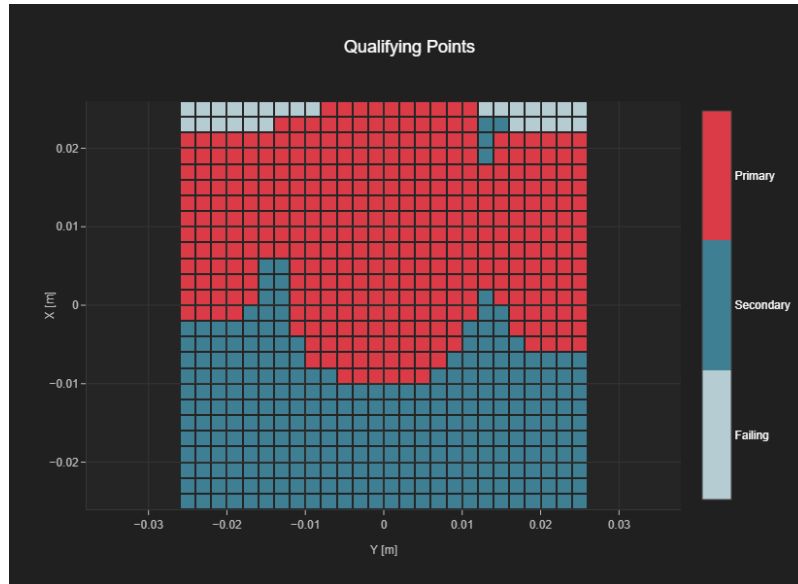 Qualifying Points
0.02
0.01
0
−0.01
−0.02
X [m]
−0.03
−0.02
−0.01
0
0.01
0.02
0.03
Y [m]
Primary
Secondary
Failing